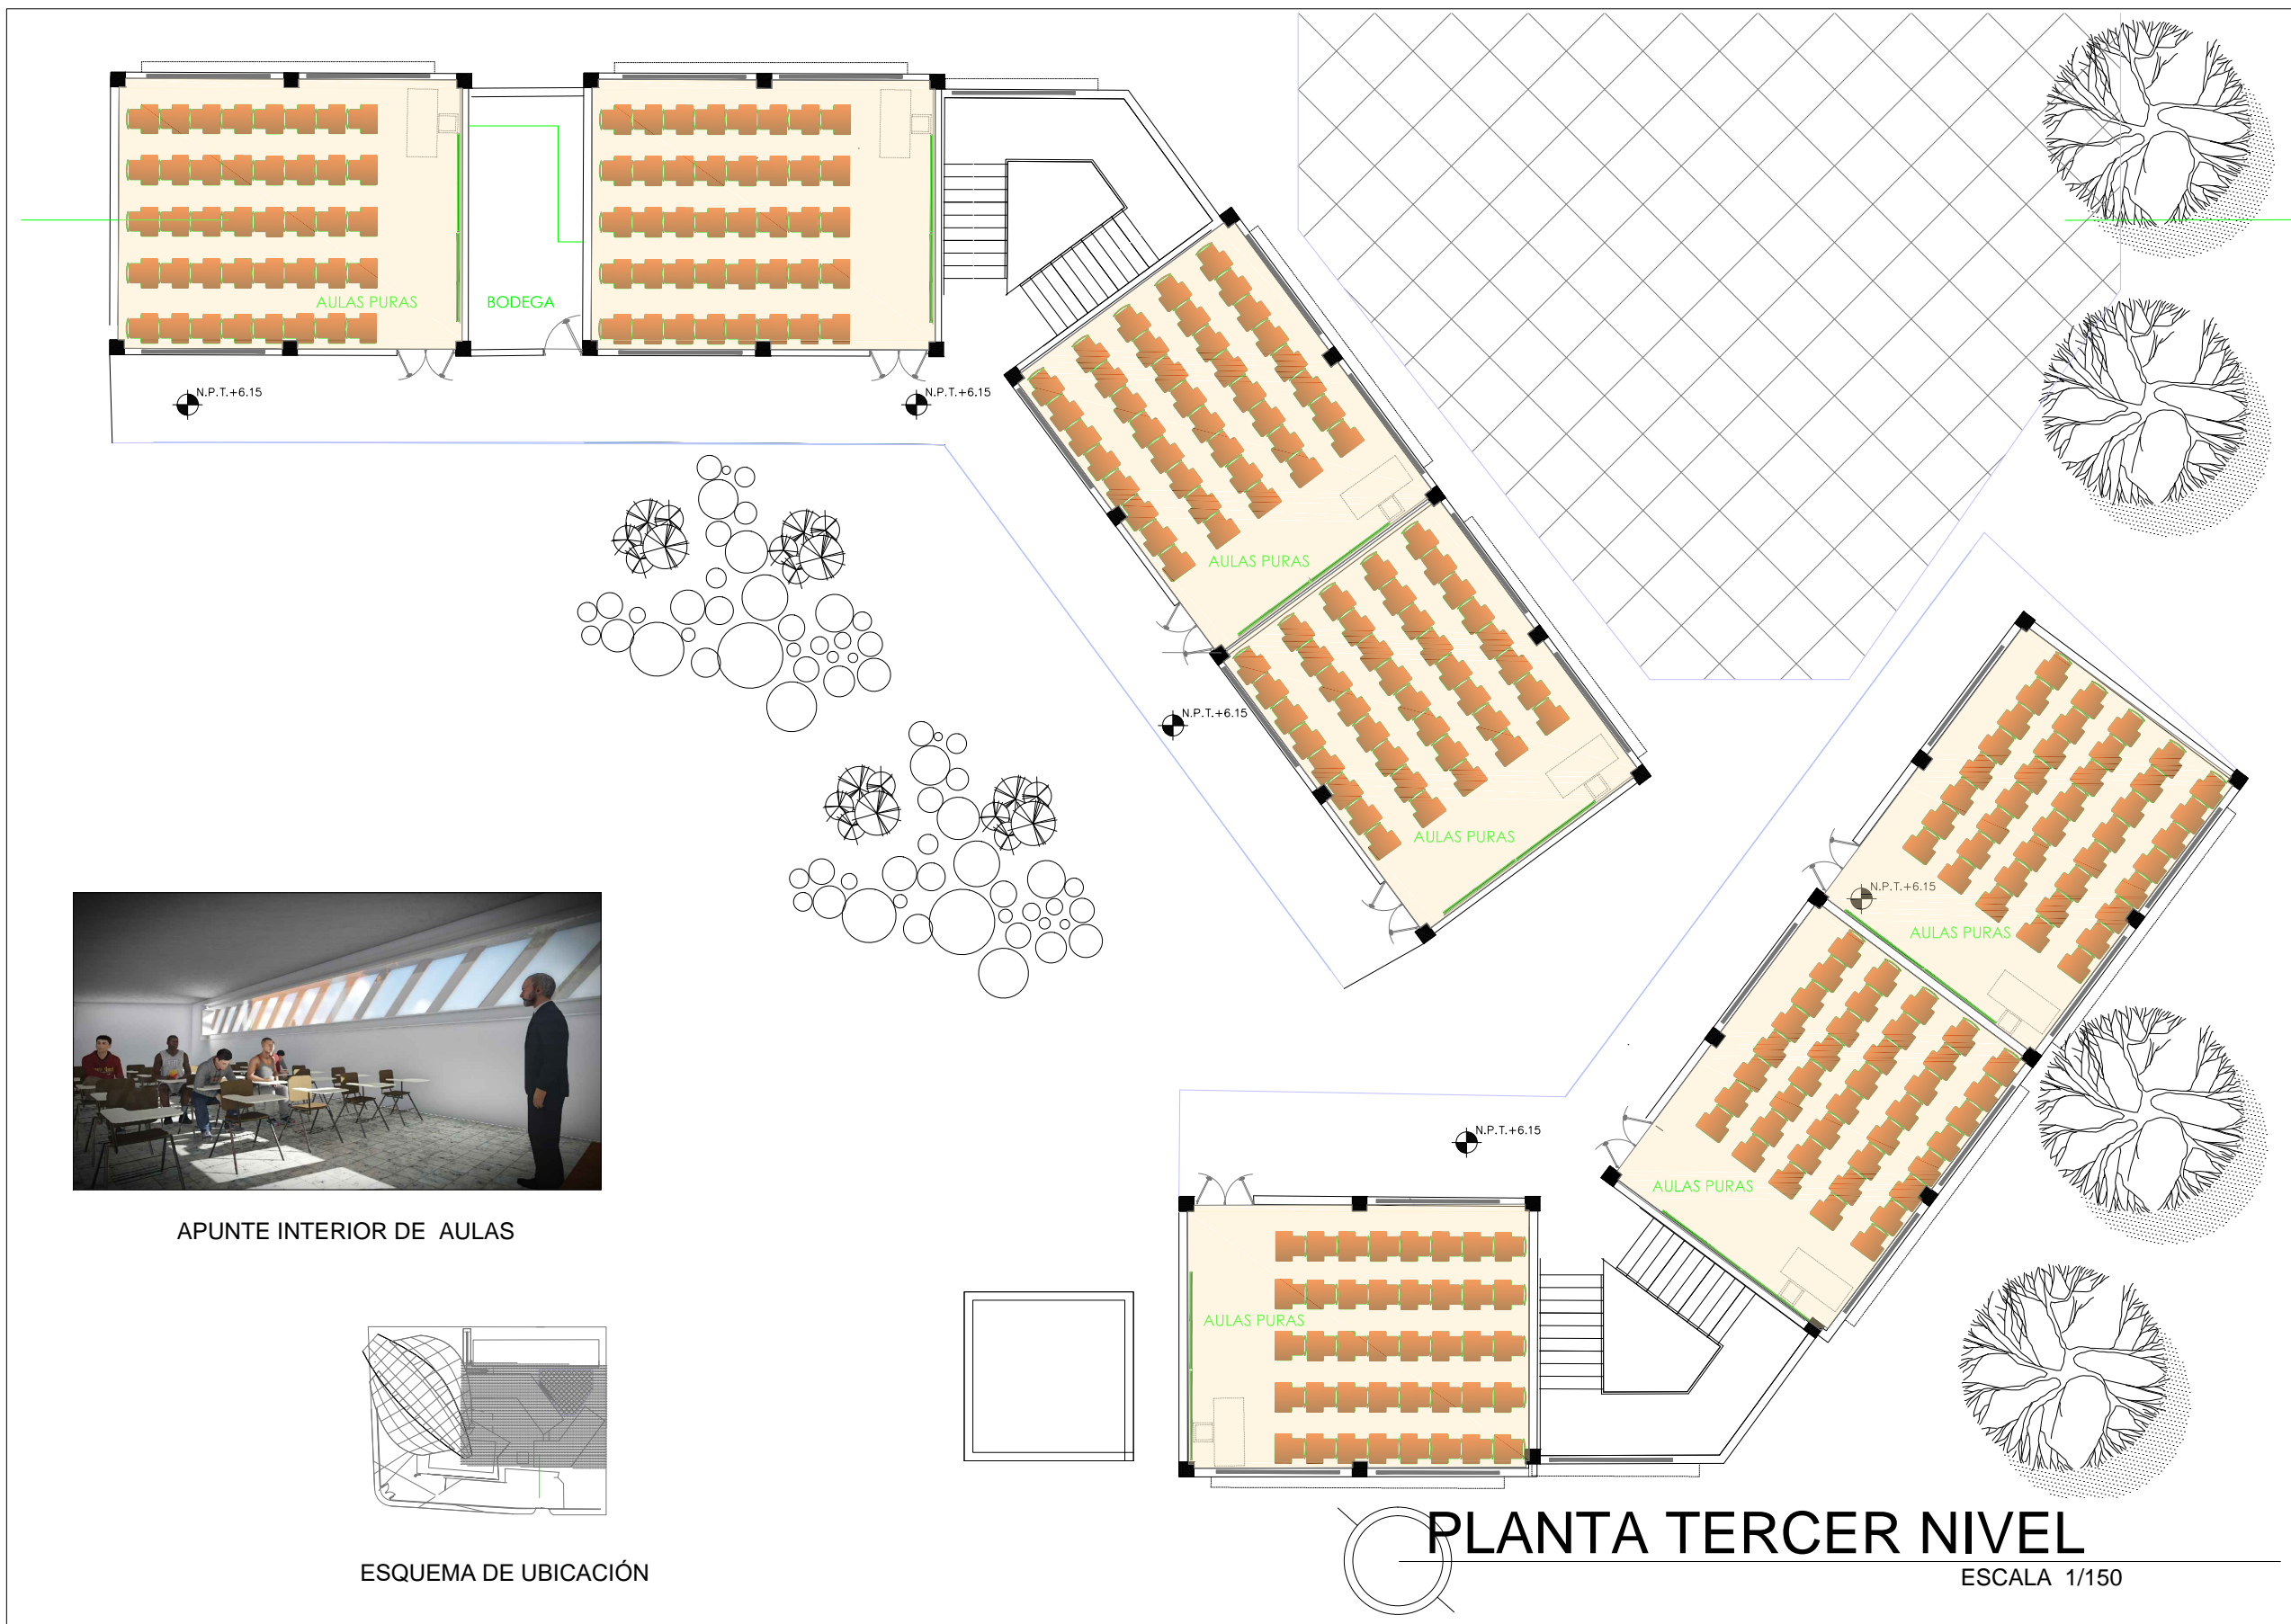 AULAS PURAS
BODEGA
N.P.T.+6.15
N.P.T.+6.15
AULAS PURAS
N.P.T.+6.15
AULAS PURAS
N.P.T.+6.15
AULAS PURAS
N.P.T.+6.15
AULAS PURAS
AULAS PURAS
APUNTE INTERIOR DE AULAS
ESQUEMA DE UBICACIÓN
PLANTA TERCER NIVEL
ESCALA 1/150